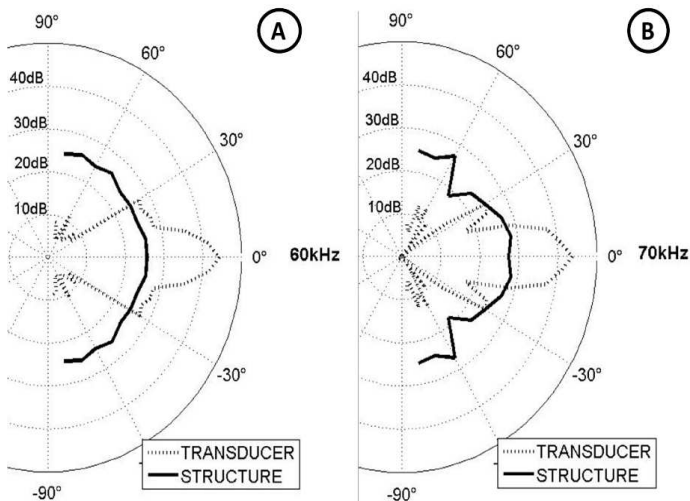 A
90°
60°
40dB
30dB
30°
20dB
10dB
0°
60kHz
-30°
TRANSDUCER
STRUCTURE
-90°
B
90°
60°
40dB
30dB
30°
20dB
10dB
0°
70kHz
-30°
TRANSDUCER
STRUCTURE
-90°